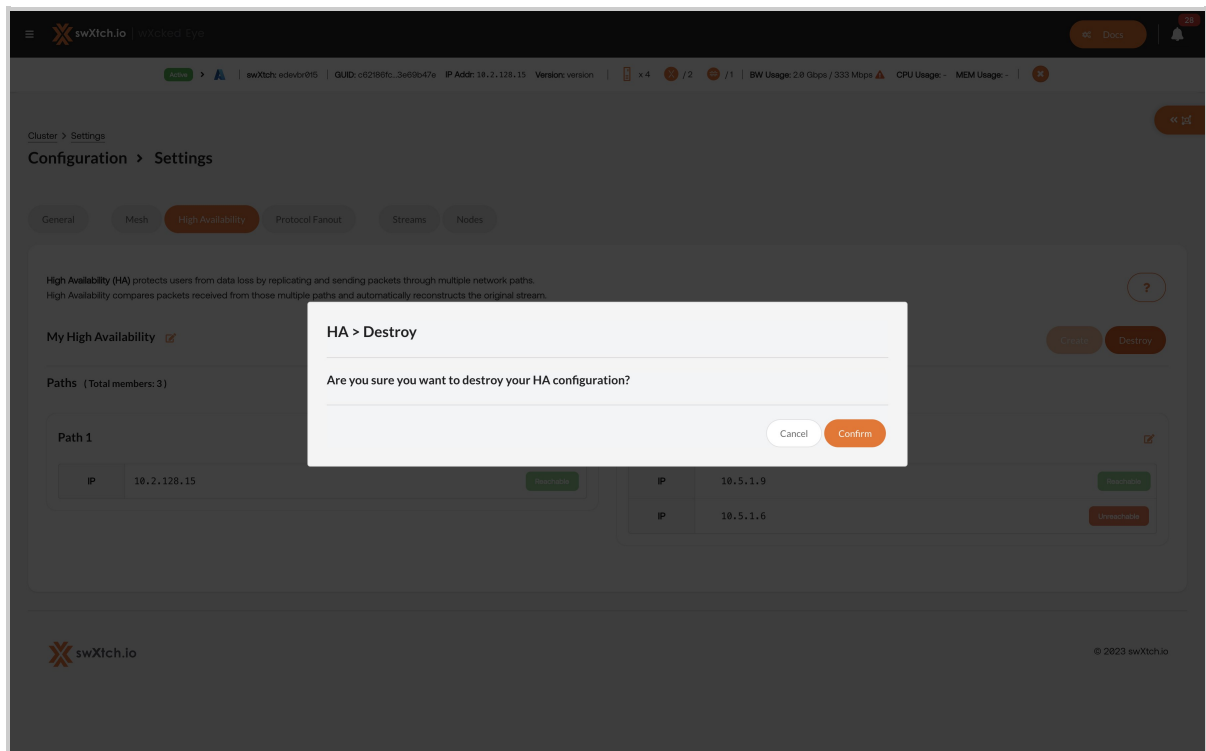 swXtch.io | wXcked Eye
Docs
28
Active > swXtch: edevbr015 | GUID: c62186fc...3e69b47e IP Addr: 10.2.128.15 Version: version | x 4 / 2 / 1 | BW Usage: 2.0 Gbps / 333 Mbps CPU Usage: - MEM Usage: - |
Cluster > Settings
Configuration > Settings
General Mesh High Availability Protocol Fanout Streams Nodes
High Availability (HA) protects users from data loss by replicating and sending packets through multiple network paths.
High Availability compares packets received from those multiple paths and automatically reconstructs the original stream.
?
My High Availability
Create Destroy
Paths ( Total members: 3 )
HA > Destroy
Are you sure you want to destroy your HA configuration?
Cancel Confirm
Path 1
IP 10.2.128.15 Reachable
IP 10.5.1.9 Reachable
IP 10.5.1.6 Unreachable
swXtch.io
© 2023 swXtch.io